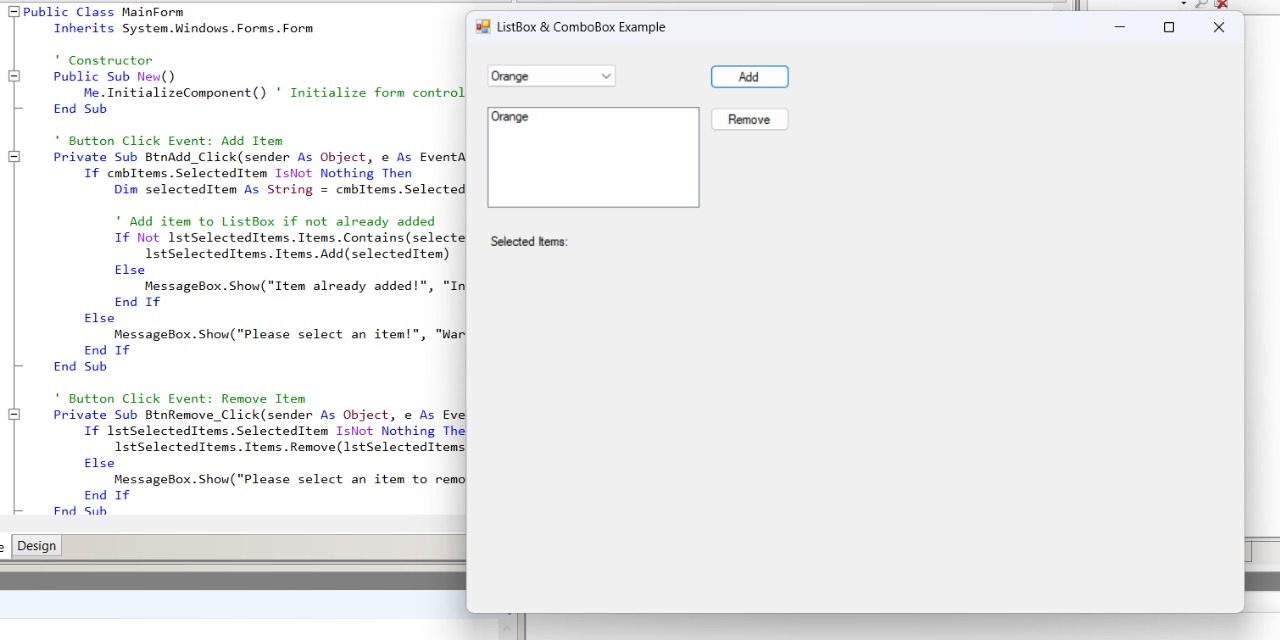 Public Class MainForm
Inherits System.Windows.Forms.Form
' Constructor
Public Sub New()
Me.InitializeComponent() ' Initialize form control
End Sub
' Button Click Event: Add Item
Private Sub BtnAdd_Click(sender As Object, e As EventA
If cmbItems.SelectedItem IsNot Nothing Then
Dim selectedItem As String = cmbItems.Selected
' Add item to ListBox if not already added
If Not lstSelectedItems.Items.Contains(selecte
lstSelectedItems.Items.Add(selectedItem)
Else
MessageBox.Show("Item already added!", "In
End If
Else
MessageBox.Show("Please select an item!", "War
End If
End Sub
' Button Click Event: Remove Item
Private Sub BtnRemove_Click(sender As Object, e As Eve
If lstSelectedItems.SelectedItem IsNot Nothing The
lstSelectedItems.Items.Remove(lstSelectedItems
Else
MessageBox.Show("Please select an item to remo
End If
End Sub
e Design
ListBox & ComboBox Example
Orange
Add
Orange
Remove
Selected Items: